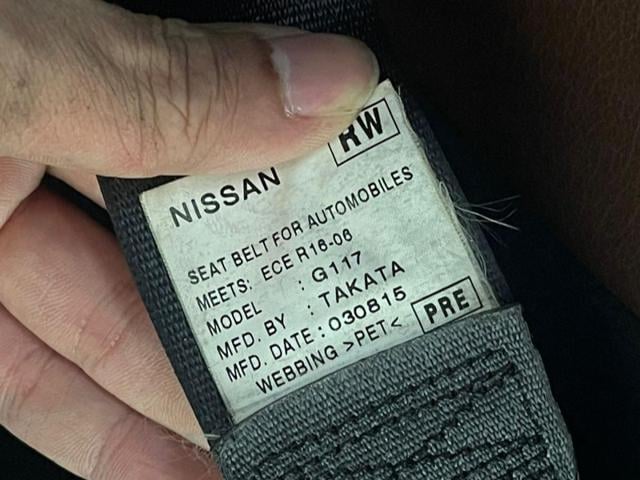 RW
NISSAN
SEAT BELT FOR AUTOMOBILES
MEETS: ECE R16-06
MODEL : G117
MFD. BY : TAKATA
MFD. DATE : 030815
WEBBING >PET<
PRE